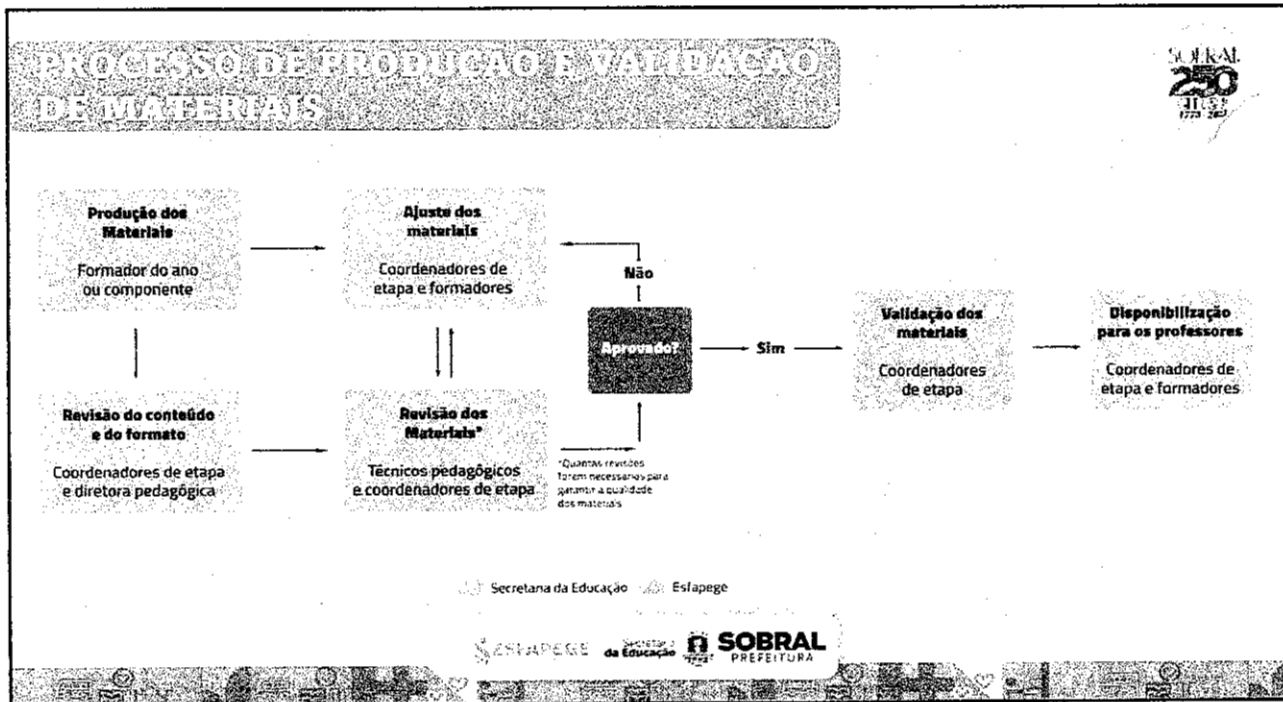 PROCESSO DE PRODUÇÃO E VALIDAÇÃO
DE MATERIAIS
SOBRAL
250
Produção dos
Materiais
Formador do ano
ou componente
Ajuste dos
materiais
Coordenadores de
etapa e formadores
Não
Aprovado?
Sim
Validação dos
materiais
Coordenadores
de etapa
Disponibilização
para os professores
Coordenadores de
etapa e formadores
Revisão do conteúdo
e do formato
Coordenadores de etapa
e diretora pedagógica
Revisão dos
Materiais*
Técnicos pedagógicos
e coordenadores de etapa
*Quantas revisões
forem necessárias para
garantir a qualidade
dos materiais
Secretaria da Educação
Esfapege
ESFAPEGE
Secretaria
da Educação
SOBRAL
PREFEITURA